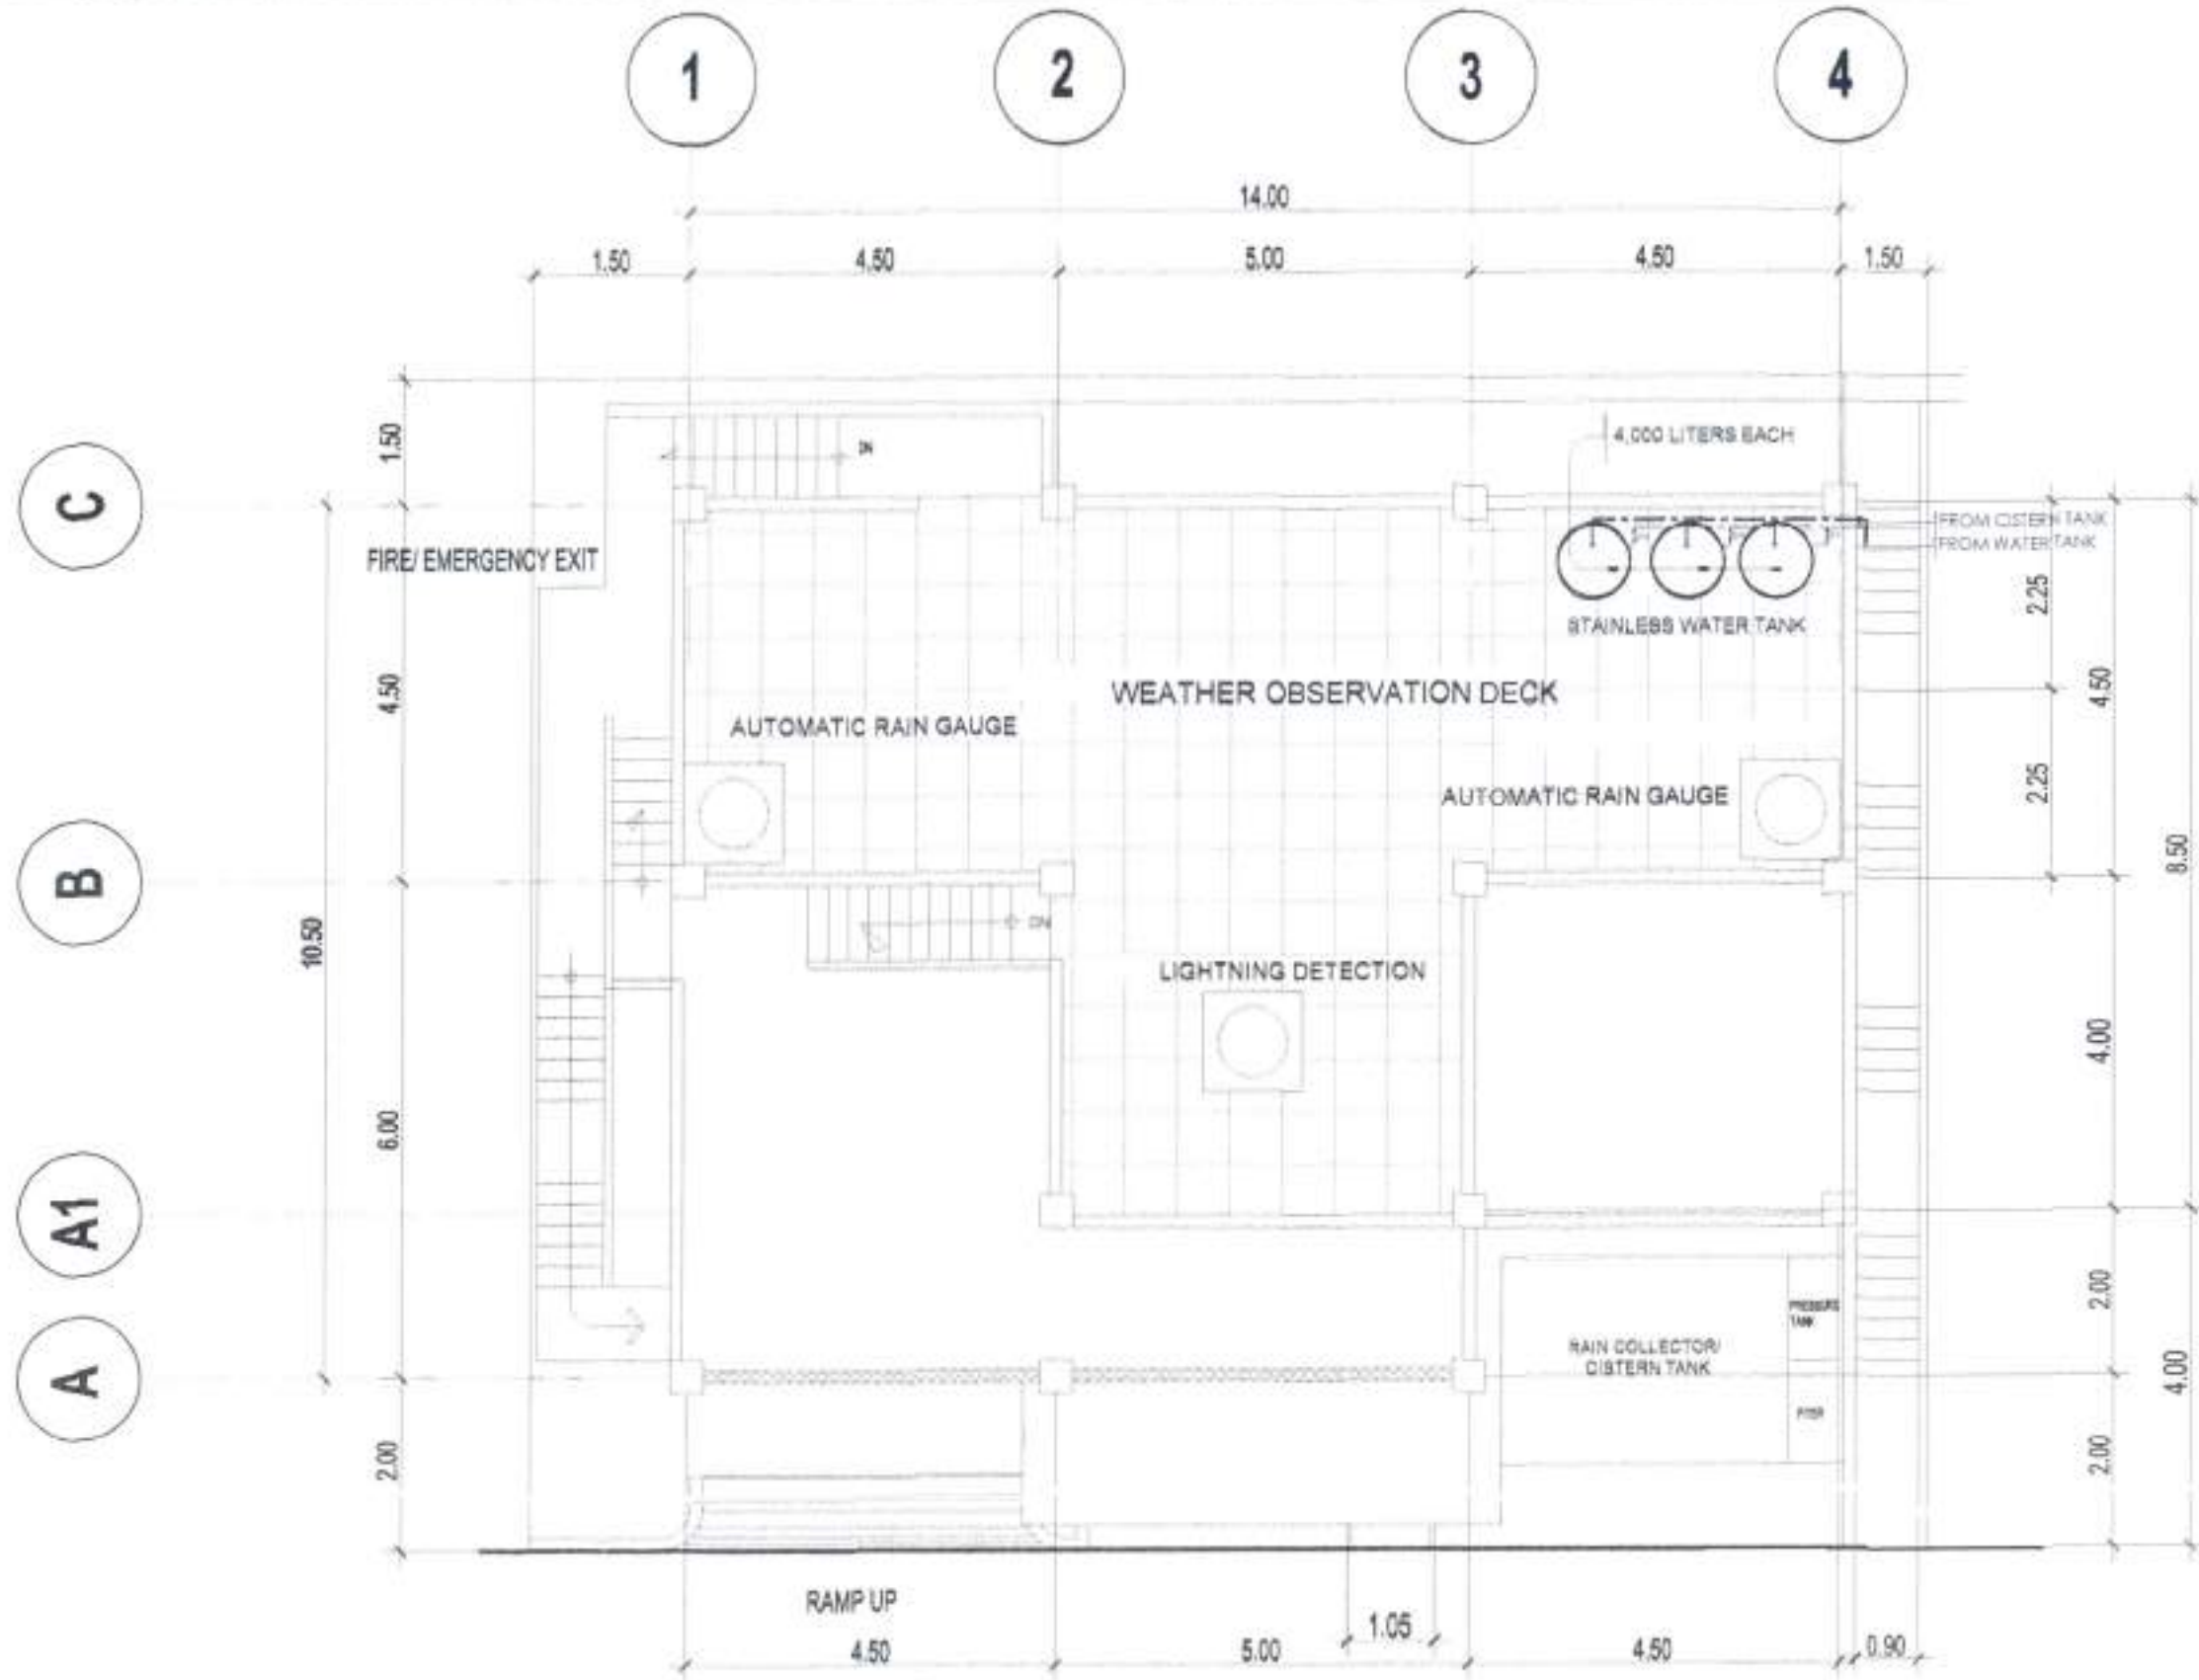 1
2
3
4
14.00
1.50
4.50
5.00
4.50
1.50
1.50
4,000 LITERS EACH
DN
C
FROM CISTERN TANK
FROM WATER TANK
FIRE/ EMERGENCY EXIT
2.25
STAINLESS WATER TANK
4.50
WEATHER OBSERVATION DECK
4.50
AUTOMATIC RAIN GAUGE
2.25
AUTOMATIC RAIN GAUGE
8.50
B
DN
10.50
LIGHTNING DETECTION
4.00
6.00
A1
2.00
PRESSURE
TANK
RAIN COLLECTOR/
CISTERN TANK
A
4.00
2.00
2.00
RAMP UP
4.50
5.00
1.05
4.50
0.90